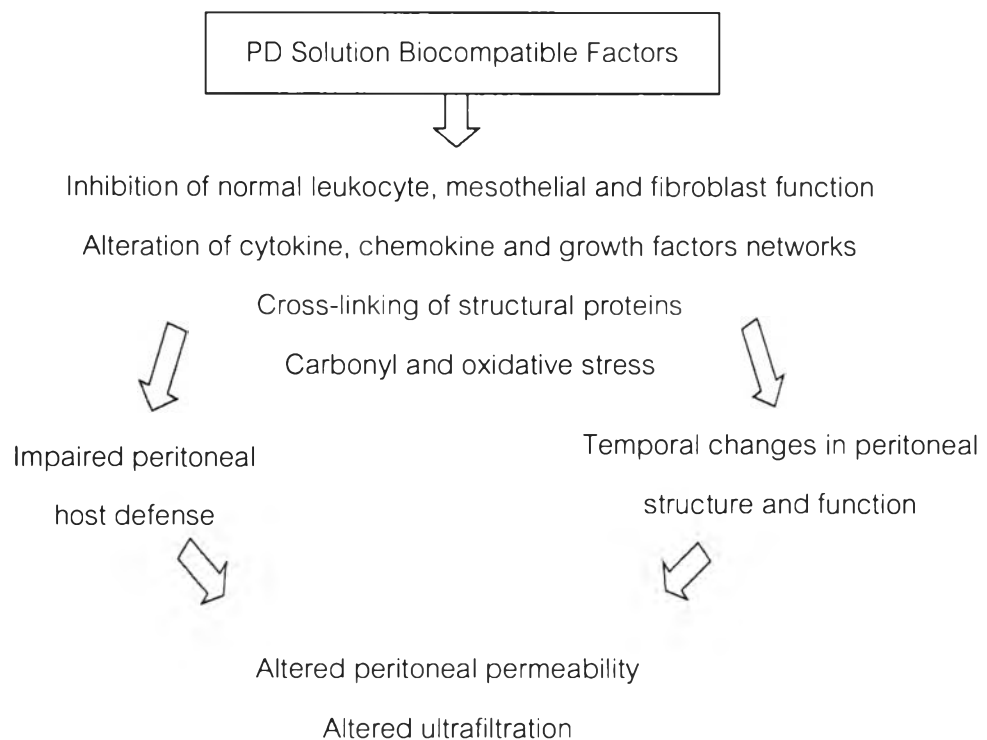 PD Solution Biocompatible Factors
Inhibition of normal leukocyte, mesothelial and fibroblast function
Alteration of cytokine, chemokine and growth factors networks
Cross-linking of structural proteins
Carbonyl and oxidative stress
Impaired peritoneal
host defense
Temporal changes in peritoneal
structure and function
Altered peritoneal permeability
Altered ultrafiltration